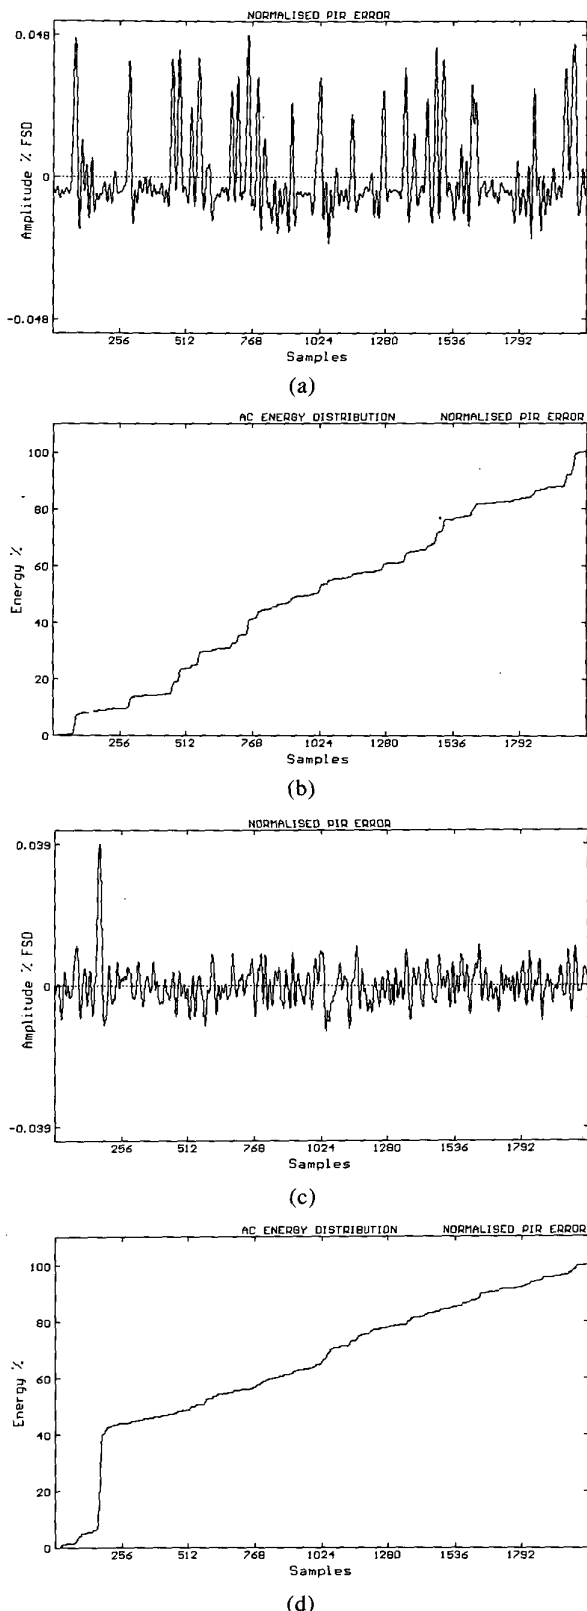 NORMALISED PIR ERROR
0.048
0
-0.048
Amplitude % FSD
256 512 768 1024 1280 1536 1792
Samples
(a)
AC ENERGY DISTRIBUTION NORMALISED PIR ERROR
100
80
60
40
20
0
Energy %
256 512 768 1024 1280 1536 1792
Samples
(b)
NORMALISED PIR ERROR
0.039
0
-0.039
Amplitude % FSD
256 512 768 1024 1280 1536 1792
Samples
(c)
AC ENERGY DISTRIBUTION NORMALISED PIR ERROR
100
80
60
40
20
0
Energy %
256 512 768 1024 1280 1536 1792
Samples
(d)